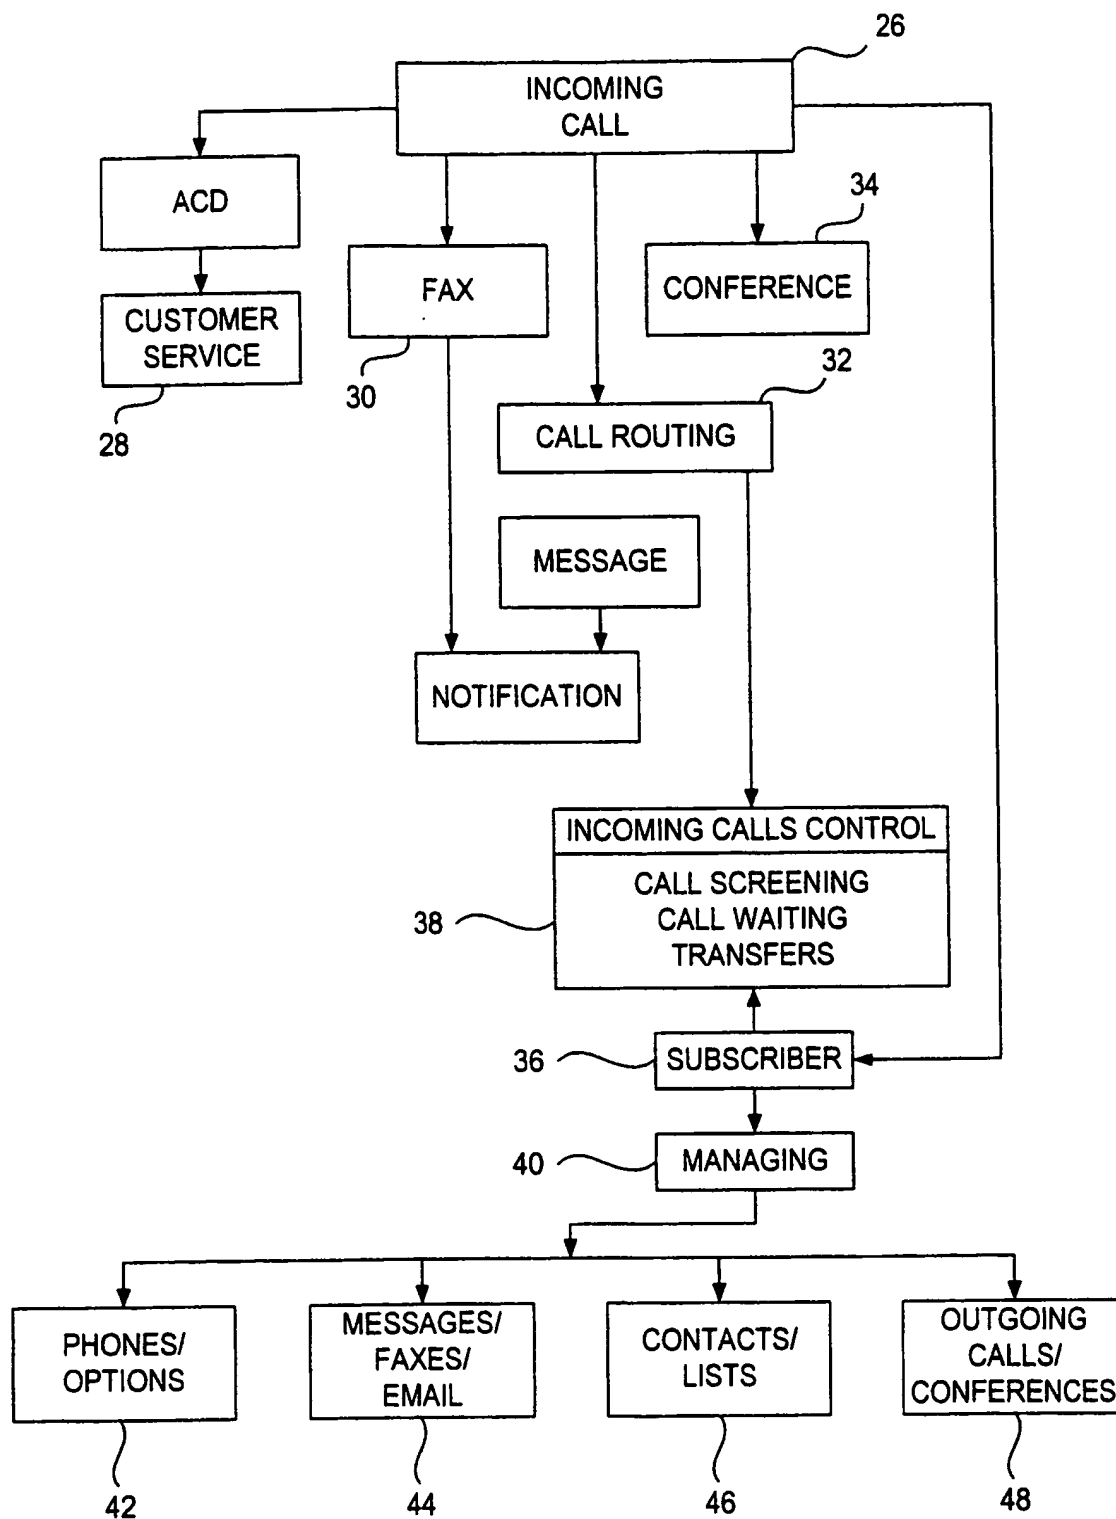 26
INCOMING
CALL
ACD
34
FAX
CONFERENCE
CUSTOMER
SERVICE
30
32
28
CALL ROUTING
MESSAGE
NOTIFICATION
INCOMING CALLS CONTROL
CALL SCREENING
CALL WAITING
TRANSFERS
38
36
SUBSCRIBER
40
MANAGING
PHONES/
OPTIONS
MESSAGES/
FAXES/
EMAIL
CONTACTS/
LISTS
OUTGOING
CALLS/
CONFERENCES
42
44
46
48